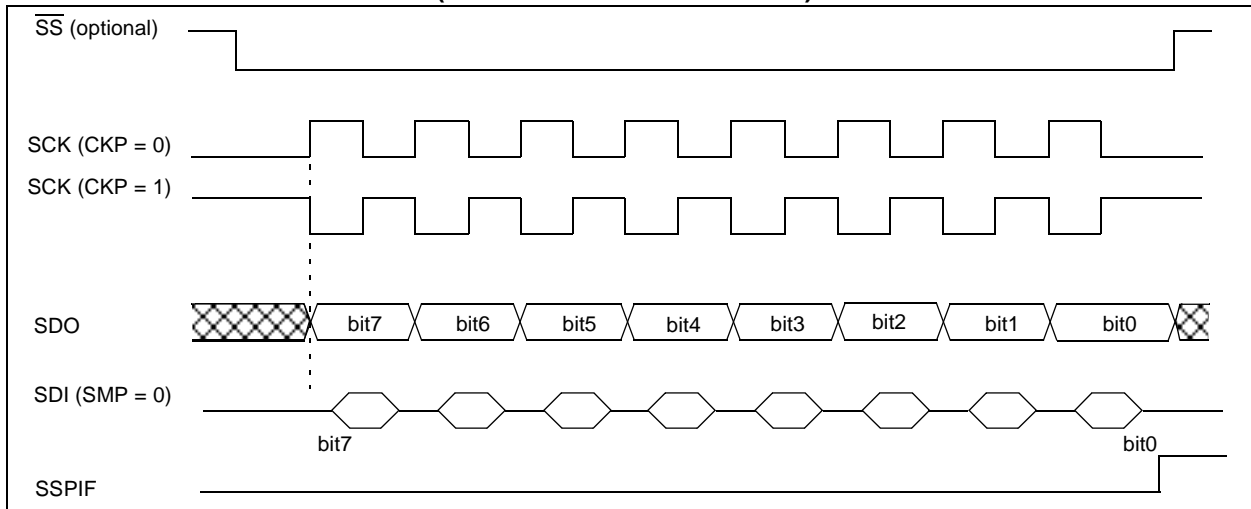 SS (optional)
SCK (CKP = 0)
SCK (CKP = 1)
SDO
bit7 bit6 bit5 bit4 bit3 bit2 bit1 bit0
SDI (SMP = 0)
bit7 bit0
SSPIF